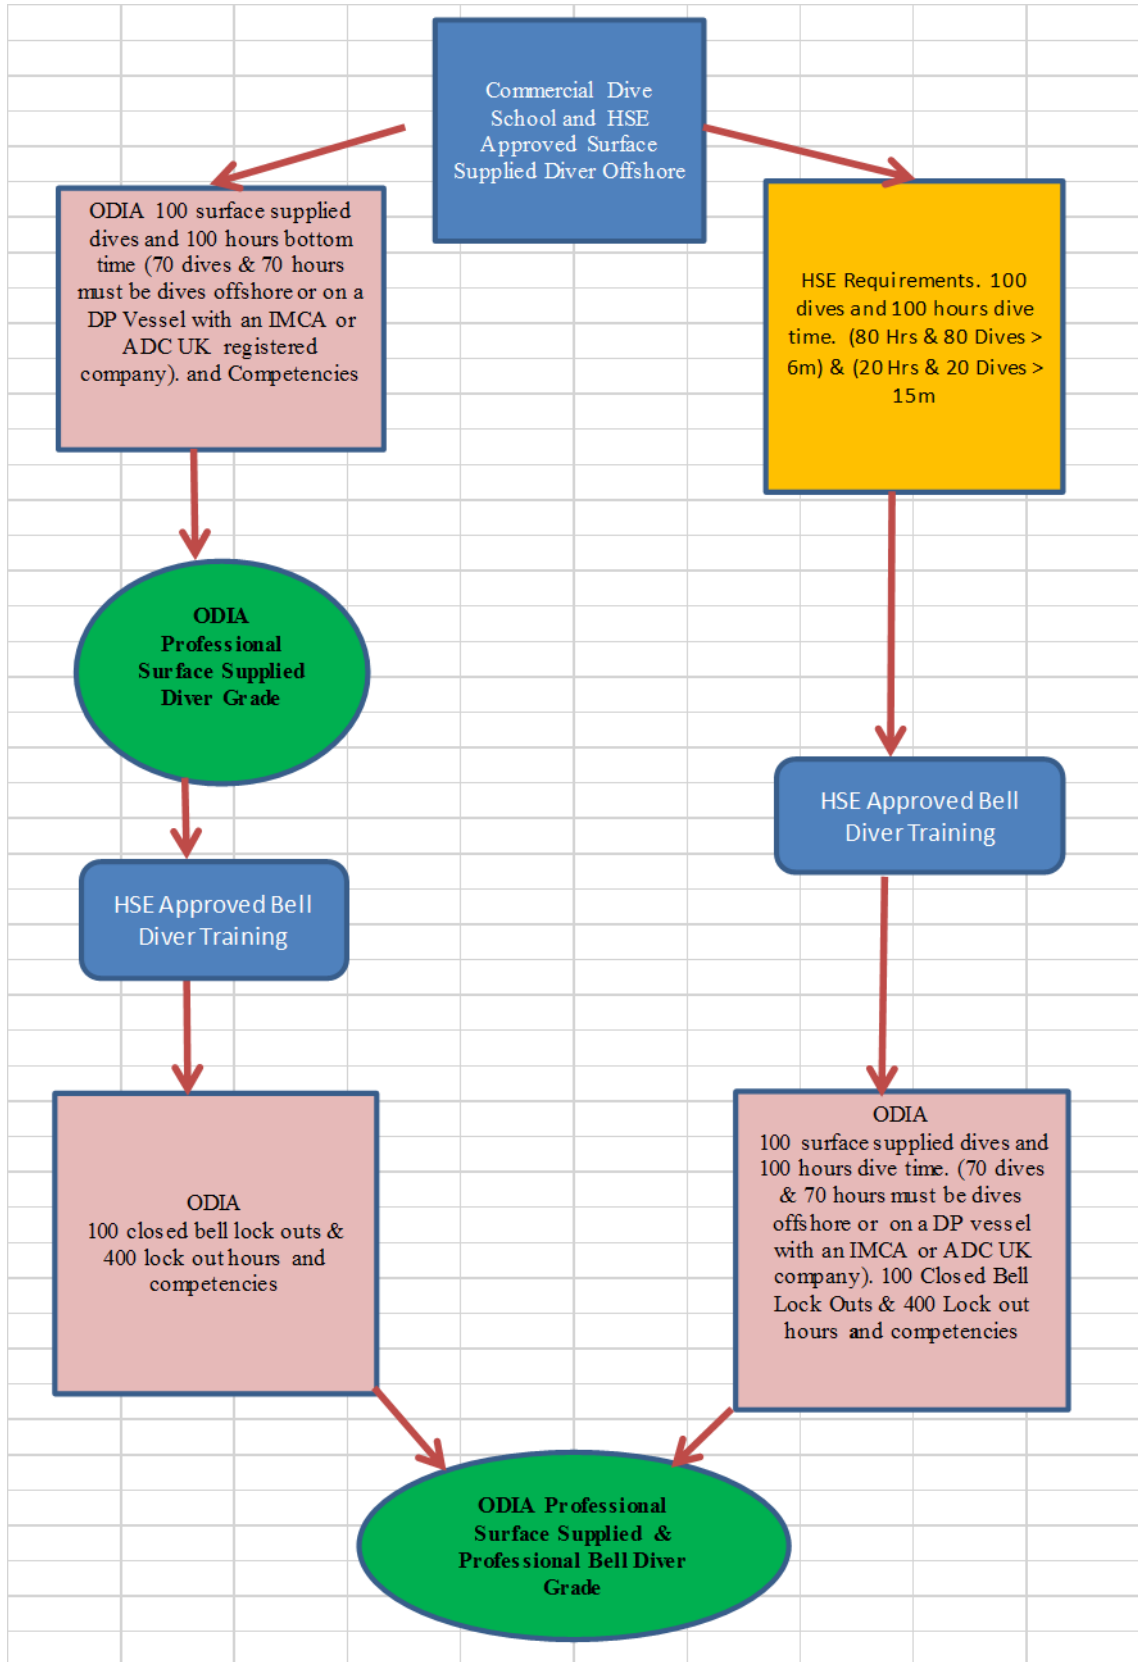 Commercial Dive
School and HSE
Approved Surface
Supplied Diver Offshore
ODIA 100 surface supplied
dives and 100 hours bottom
time (70 dives & 70 hours
must be dives offshore or on a
DP Vessel with an IMCA or
ADC UK registered
company). and Competencies
HSE Requirements. 100
dives and 100 hours dive
time. (80 Hrs & 80 Dives >
6m) & (20 Hrs & 20 Dives >
15m
ODIA
Professional
Surface Supplied
Diver Grade
HSE Approved Bell
Diver Training
HSE Approved Bell
Diver Training
ODIA
100 closed bell lock outs &
400 lock out hours and
competencies
ODIA
100 surface supplied dives and
100 hours dive time. (70 dives
& 70 hours must be dives
offshore or on a DP vessel
with an IMCA or ADC UK
company). 100 Closed Bell
Lock Outs & 400 Lock out
hours and competencies
ODIA Professional
Surface Supplied &
Professional Bell Diver
Grade